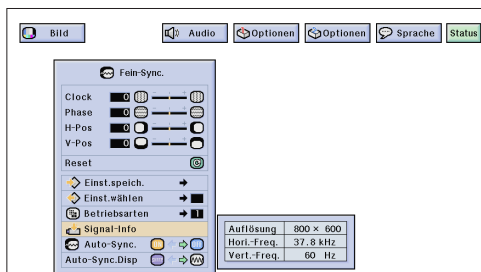 Bild Audio Optionen Optionen Sprache Status
Fein-Sync.
Clock 0
Phase 0
H-Pos 0
V-Pos 0
Reset
Einst.speich.
Einst.wählen
Betriebsarten 1
Signal-Info
Auto-Sync.
Auto-Sync.Disp
Auflösung 800 × 600
Hori.-Freq. 37.8 kHz
Vert.-Freq. 60 Hz